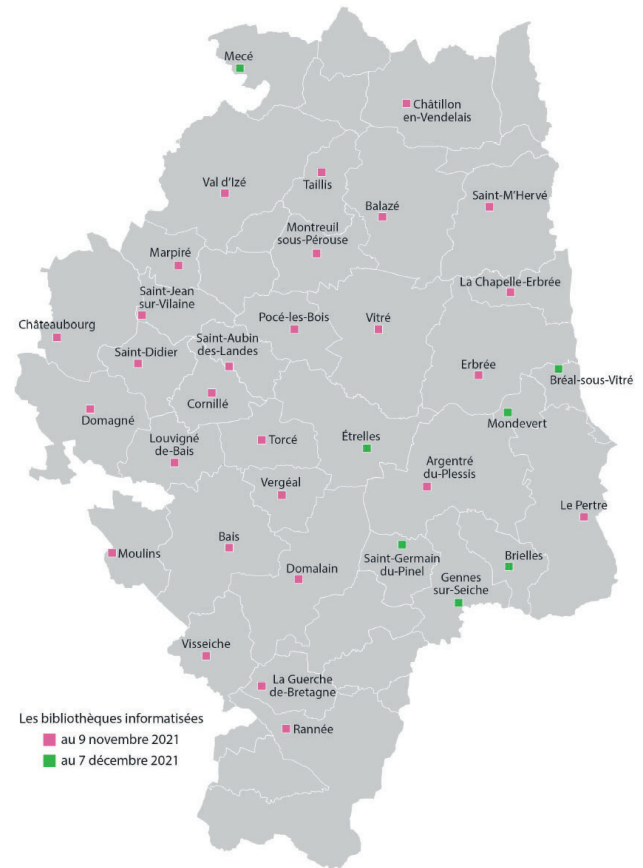 Mecé
Châtillon
en-Vendelais
Taillis
Val d'Izé
Balazé
Saint-M'Hervé
Montreuil
sous-Pérouse
Marpiré
La Chapelle-Erbrée
Saint-Jean
sur-Vilaine
Châteaubourg
Pocé-les-Bois
Vitré
Saint-Aubin
des-Landes
Saint-Didier
Erbrée
Bréal-sous-Vitré
Cornillé
Domagné
Mondevert
Louvigné
de-Bais
Torcé
Étrelles
Argentré
du-Plessis
Vergéal
Le Pertre
Bais
Moulins
Saint-Germain
du-Pinel
Brielles
Domalain
Gennes
sur-Seiche
Visseiche
La Guerche
de-Bretagne
Rannée
Les bibliothèques informatisées
au 9 novembre 2021
au 7 décembre 2021